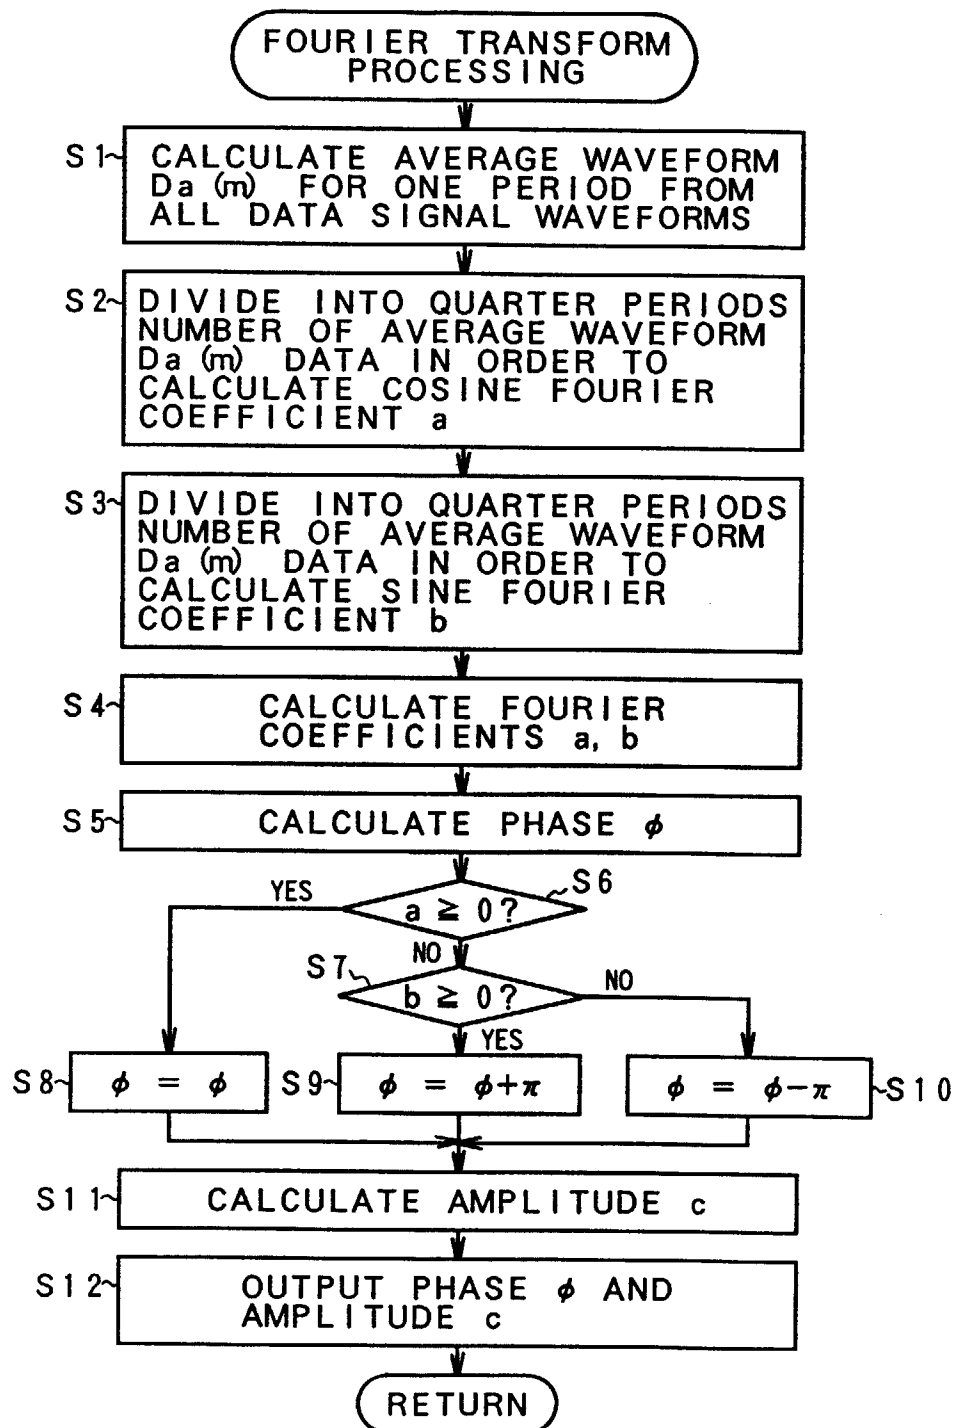 FOURIER TRANSFORM
PROCESSING
S1
CALCULATE AVERAGE WAVEFORM
Da(m) FOR ONE PERIOD FROM
ALL DATA SIGNAL WAVEFORMS
S2
DIVIDE INTO QUARTER PERIODS
NUMBER OF AVERAGE WAVEFORM
Da(m) DATA IN ORDER TO
CALCULATE COSINE FOURIER
COEFFICIENT a
S3
DIVIDE INTO QUARTER PERIODS
NUMBER OF AVERAGE WAVEFORM
Da(m) DATA IN ORDER TO
CALCULATE SINE FOURIER
COEFFICIENT b
S4
CALCULATE FOURIER
COEFFICIENTS a, b
S5
CALCULATE PHASE ϕ
S6
YES
a ≧ 0?
NO
S7
b ≧ 0?
NO
YES
S8
ϕ = ϕ
S9
ϕ = ϕ+π
ϕ = ϕ-π
S10
S11
CALCULATE AMPLITUDE c
S12
OUTPUT PHASE ϕ AND
AMPLITUDE c
RETURN